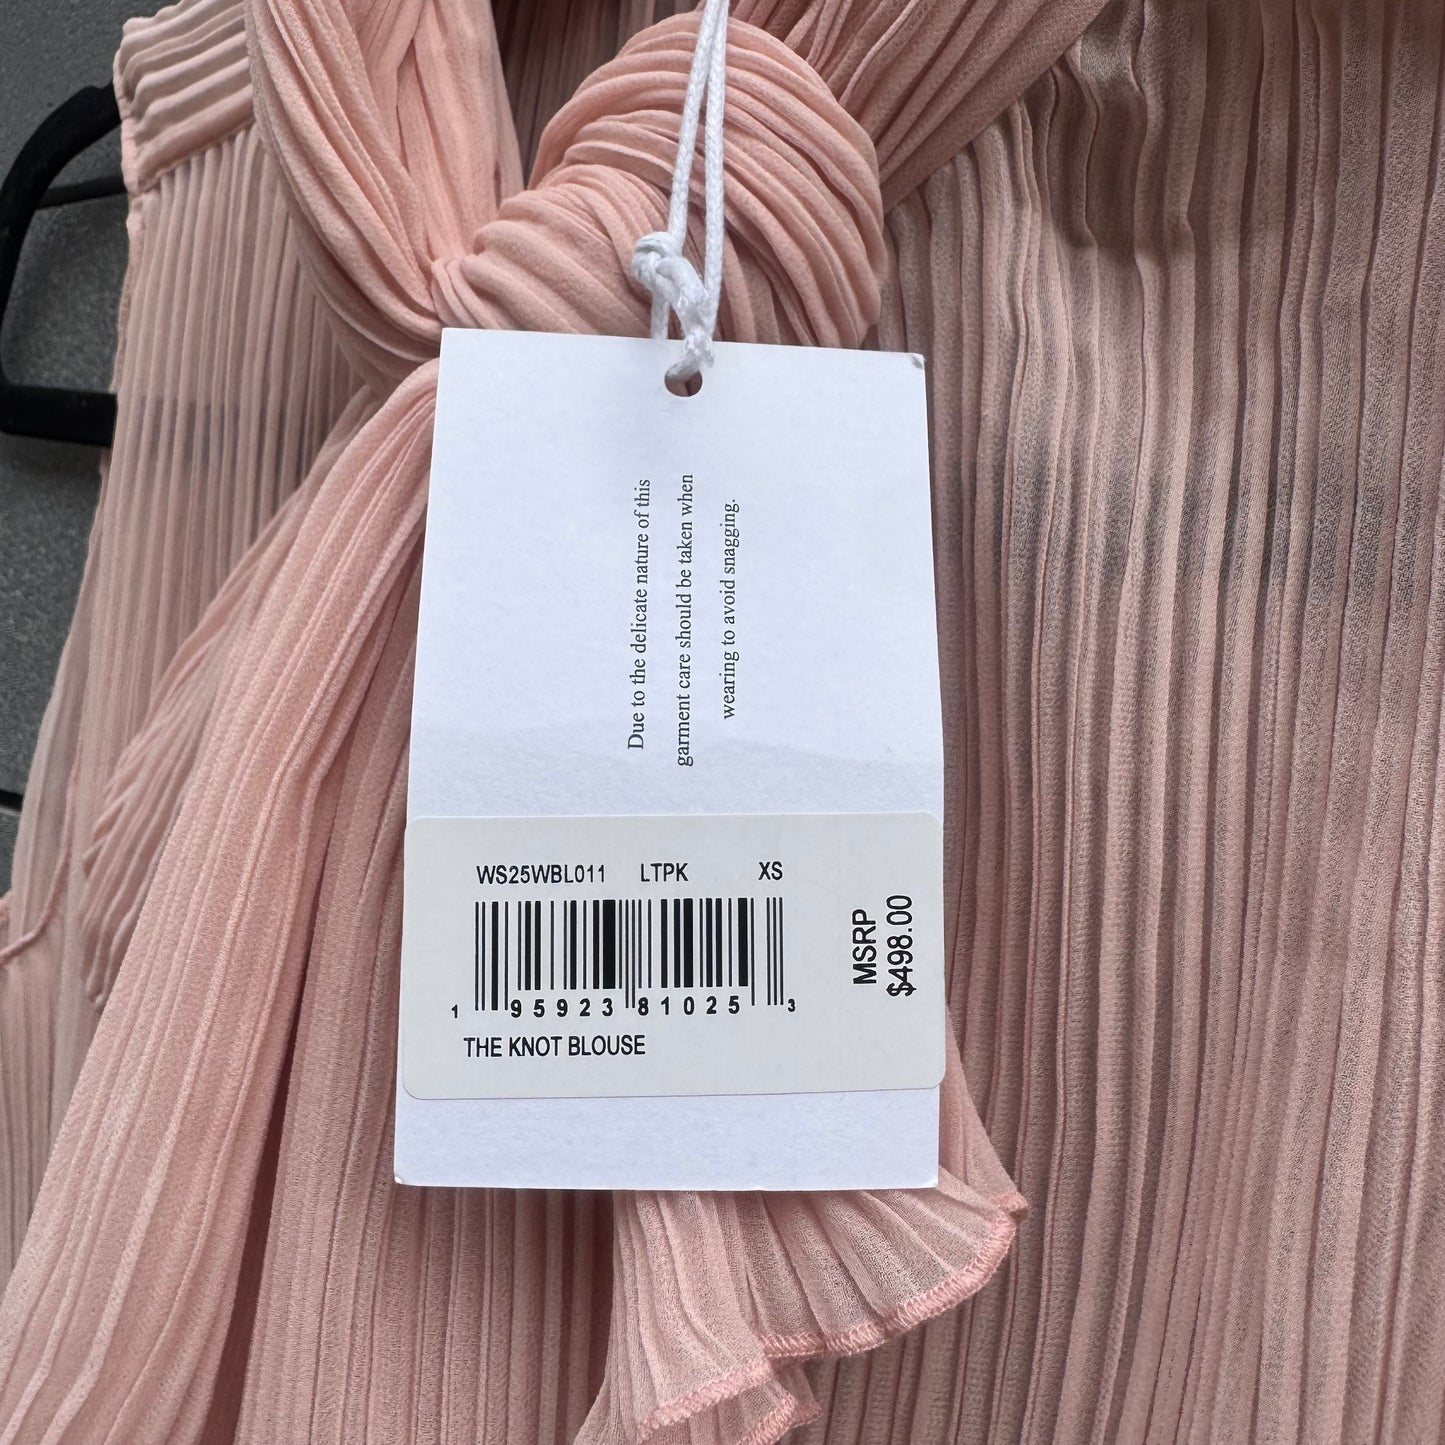 Due to the delicate nature of this
garment care should be taken when
wearing to avoid snagging.
WS25WBL011 LTPK XS
1 95923 81025 3
THE KNOT BLOUSE
MSRP
$498.00